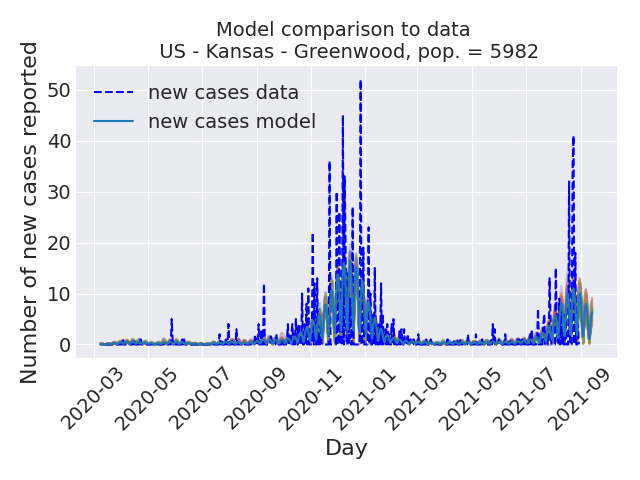 Model comparison to data
US - Kansas - Greenwood, pop. = 5982
Number of new cases reported
50
40
30
20
10
0
new cases data
new cases model
2020-03
2020-05
2020-07
2020-09
2020-11
2021-01
2021-03
2021-05
2021-07
2021-09
Day